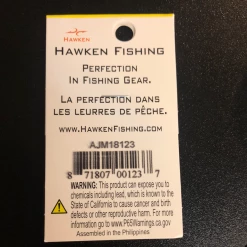 HAWKEN
HAWKEN FISHING
PERFECTION
IN FISHING GEAR.
LA PERFECTION DANS
LES LEURRES DE PÊCHE.
WWW.HAWKENFISHING.COM
AJM18123
8 71807 00123 7
WARNING: This product can expose you to
chemicals including lead, which is known to the
State of California to cause cancer and birth
defects or other reproductive harm. For more
information go to www.P65Warnings.ca.gov
Assembled in the Philippines